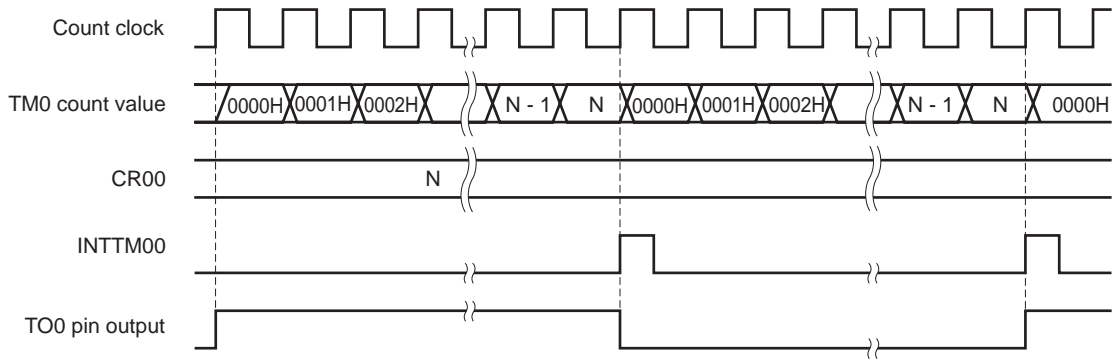 Count clock
TM0 count value
0000H 0001H 0002H N - 1 N 0000H 0001H 0002H N - 1 N 0000H
CR00
N
INTTM00
TO0 pin output